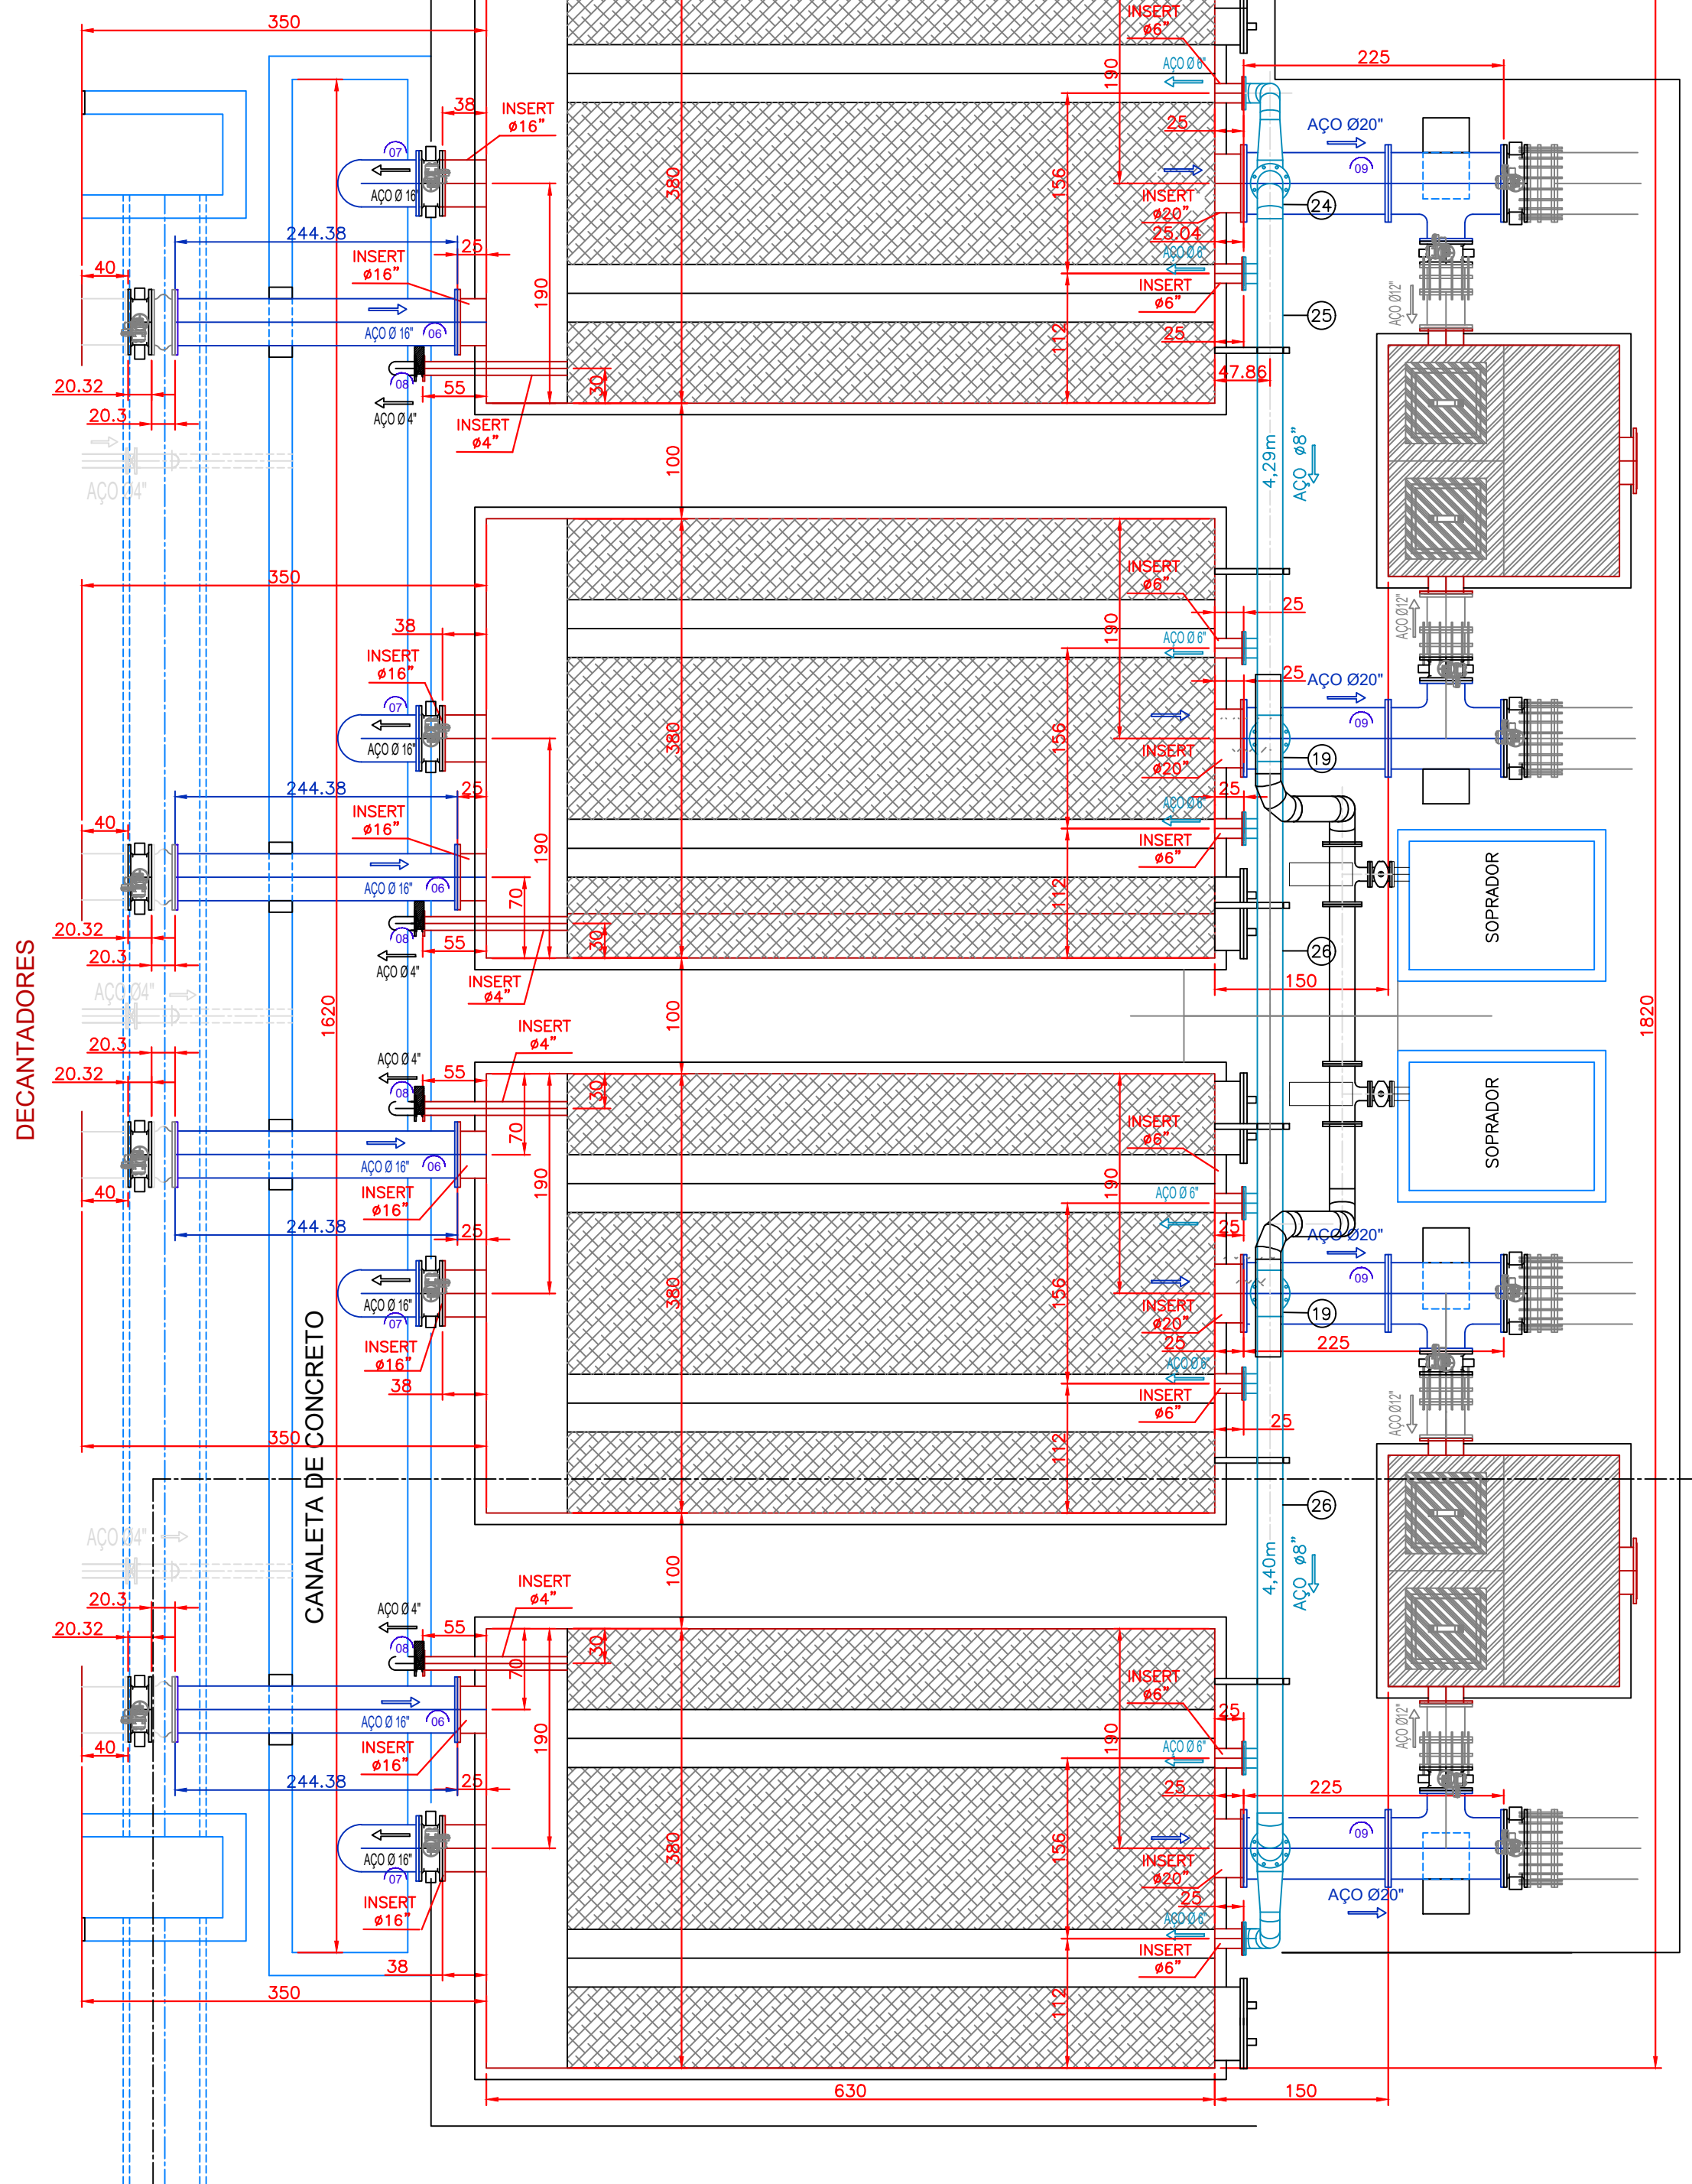 350
INSERT
ø6"
AÇO Ø 6"
190
225
38
INSERT
ø16"
25
AÇO Ø20"
07
09
AÇO Ø 16"
380
156
INSERT
ø20"
24
244.38
25
25.04
INSERT
ø16"
40
190
AÇO Ø 6"
INSERT
ø6"
AÇO Ø12"
25
AÇO Ø 16"
06
112
25
20.32
08
55
30
47.86
20.3
AÇO Ø 4"
INSERT
ø4"
100
4,29m
AÇO ø8"
AÇO Ø4"
350
INSERT
ø6"
25
190
AÇO Ø12"
38
INSERT
ø16"
AÇO Ø 6"
25
AÇO Ø20"
07
09
AÇO Ø 16"
380
156
INSERT
ø20"
19
244.38
25
25
INSERT
ø16"
40
190
AÇO Ø 6"
INSERT
ø6"
AÇO Ø 16"
06
70
112
SOPRADOR
20.32
08
55
30
26
20.3
AÇO Ø 4"
INSERT
ø4"
150
DECANTADORES
AÇO Ø4"
1620
100
1820
20.3
INSERT
ø4"
20.32
AÇO Ø 4"
08
55
30
70
INSERT
ø6"
SOPRADOR
AÇO Ø 16"
06
190
190
40
INSERT
ø16"
AÇO Ø 6"
244.38
25
25
AÇO Ø20"
09
AÇO Ø 16"
07
380
156
INSERT
ø20"
19
INSERT
ø16"
25
225
AÇO Ø 6"
38
INSERT
ø6"
AÇO Ø12"
350
25
112
CANALETA DE CONCRETO
26
AÇO Ø4"
100
4,40m
AÇO ø8"
20.3
INSERT
ø4"
20.32
AÇO Ø 4"
08
55
30
70
INSERT
ø6"
AÇO Ø 16"
06
25
190
190
AÇO Ø12"
40
INSERT
ø16"
AÇO Ø 6"
244.38
25
25
225
09
AÇO Ø 16"
07
380
156
INSERT
ø20"
AÇO Ø20"
INSERT
ø16"
25
AÇO Ø 6"
INSERT
ø6"
38
350
112
630
150